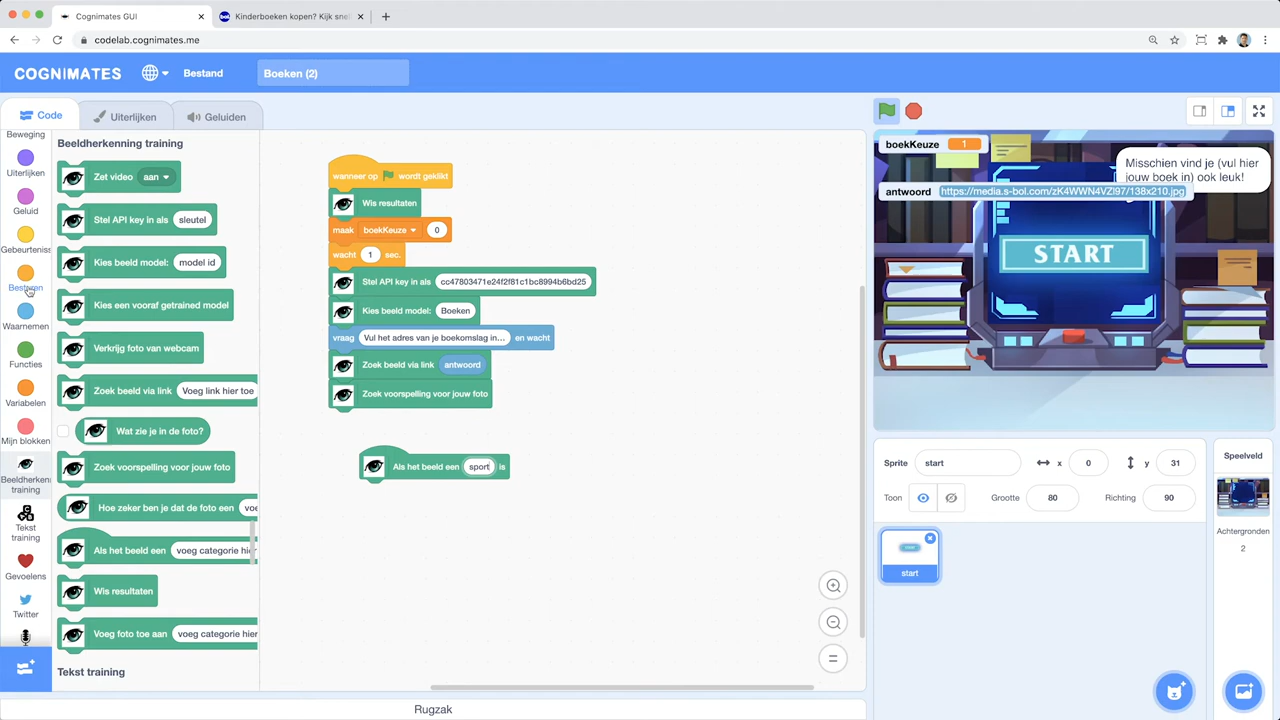 Cognimates GUI
Kinderboeken kopen? Kijk snel
codelab.cognimates.me
COGNIMATES
Bestand
Boeken (2)
Code
Uiterlijken
Geluiden
Beweging
Uiterlijken
Geluid
Gebeurteniss
Besturen
Waarnemen
Functies
Variabelen
Mijn blokken
Beeldherken
training
Tekst
training
Gevoelens
Twitter
Beeldherkenning training
Zet video aan
Stel API key in als sleutel
Kies beeld model: model id
Kies een vooraf getrained model
Verkrijg foto van webcam
Zoek beeld via link Voeg link hier toe
Wat zie je in de foto?
Zoek voorspelling voor jouw foto
Hoe zeker ben je dat de foto een voe
Als het beeld een voeg categorie hie
Wis resultaten
Voeg foto toe aan voeg categorie hier
Tekst training
wanneer op wordt geklikt
Wis resultaten
maak boekKeuze 0
wacht 1 sec.
Stel API key in als cc47803471e24f2f81c1bc8994b6bd25
Kies beeld model: Boeken
vraag Vul het adres van je boekomslag in... en wacht
Zoek beeld via link antwoord
Zoek voorspelling voor jouw foto
Als het beeld een sport is
boekKeuze 1
antwoord https://media.s-bol.com/zK4WWN4VZl97/138x210.jpg
Misschien vind je (vul hier
jouw boek in) ook leuk!
START
Sprite start x 0 y 31
Toon Grootte 80 Richting 90
start
Speelveld
Achtergronden
2
Rugzak